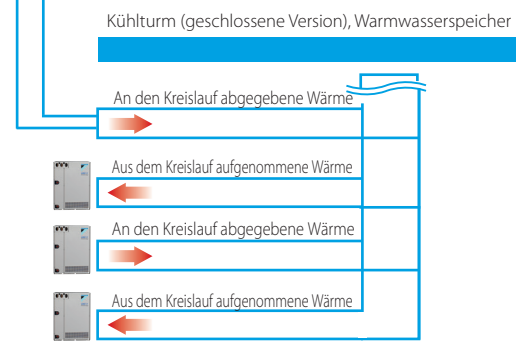 Kühlturm (geschlossene Version), Warmwasserspeicher
An den Kreislauf abgegebene Wärme
Aus dem Kreislauf aufgenommene Wärme
An den Kreislauf abgegebene Wärme
Aus dem Kreislauf aufgenommene Wärme